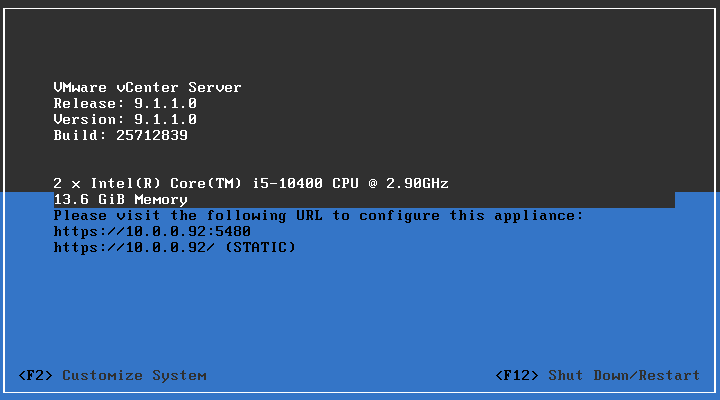 VMware vCenter Server
Release: 9.1.1.0
Version: 9.1.1.0
Build: 25712839
2 x Intel(R) Core(TM) i5-10400 CPU @ 2.90GHz
13.6 GiB Memory
Please visit the following URL to configure this appliance:
https://10.0.0.92:5480
https://10.0.0.92/ (STATIC)
<F2> Customize System
<F12> Shut Down/Restart